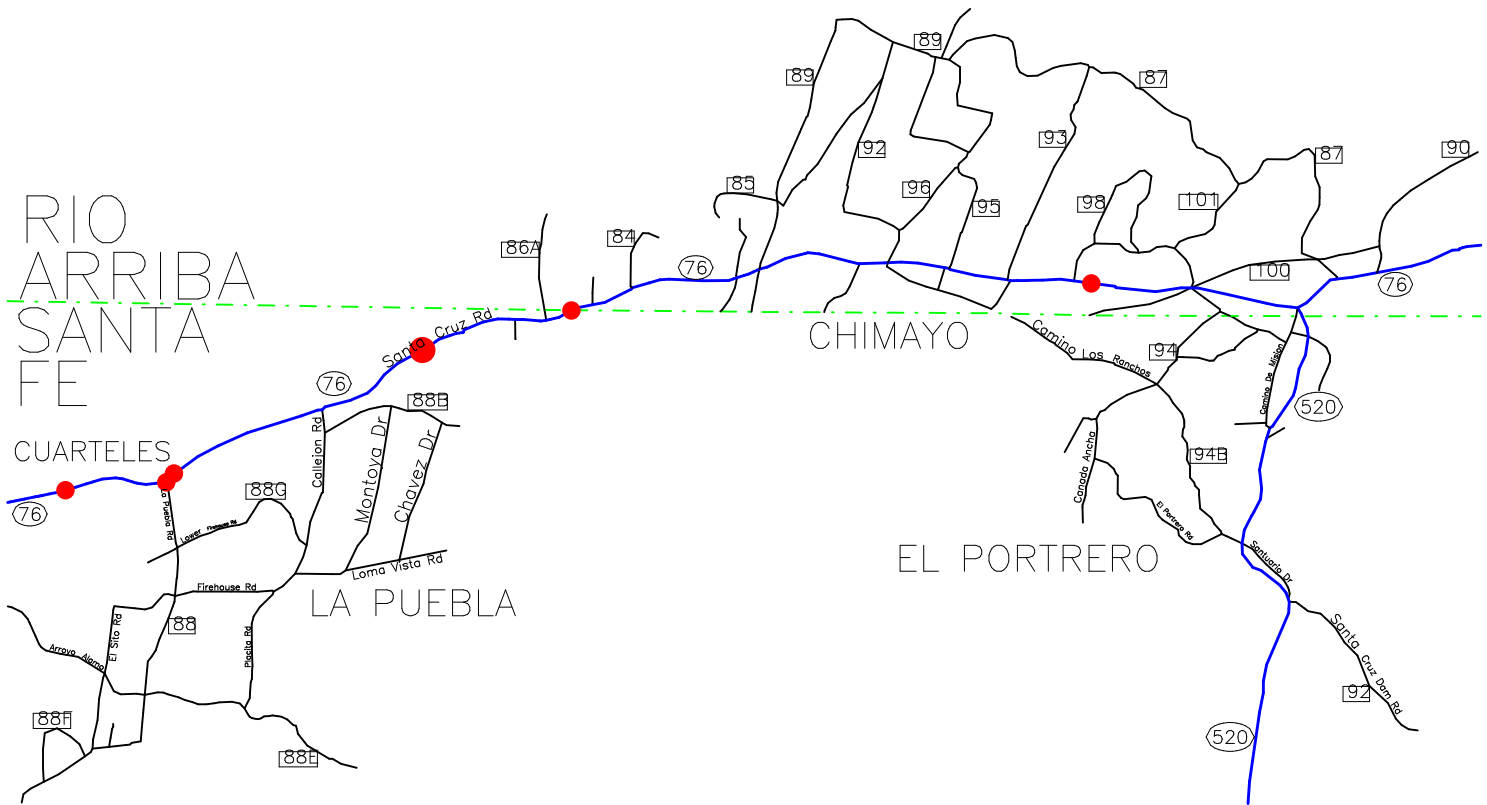 89
89
87
92
93
87
90
85
96
95
98
101
RIO
ARRIBA
SANTA
FE
86A
84
76
100
76
Santa Cruz Rd
CHIMAYO
Camino Los Ranchos
94
Camino De Mision
520
76
88B
CUARTELES
Callejon Rd
Montoya Dr
Chavez Dr
Canada Ancha
94B
88G
76
La Puebla Rd
Lower Firehouse Rd
El Portrero Rd
EL PORTRERO
Santuario Dr
Loma Vista Rd
Firehouse Rd
LA PUEBLA
88
El Sito Rd
Placita Rd
Arroyo Alamo
Santa Cruz Dam Rd
92
88F
88E
520